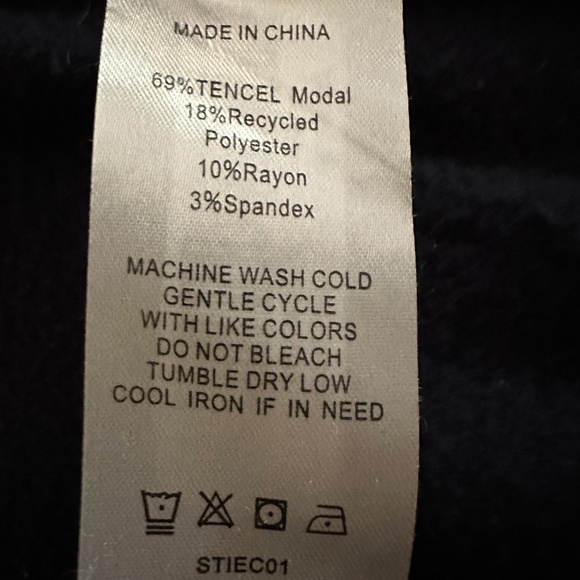 MADE IN CHINA
69%TENCEL Modal
18%Recycled
Polyester
10%Rayon
3%Spandex
MACHINE WASH COLD
GENTLE CYCLE
WITH LIKE COLORS
DO NOT BLEACH
TUMBLE DRY LOW
COOL IRON IF IN NEED
STIEC01